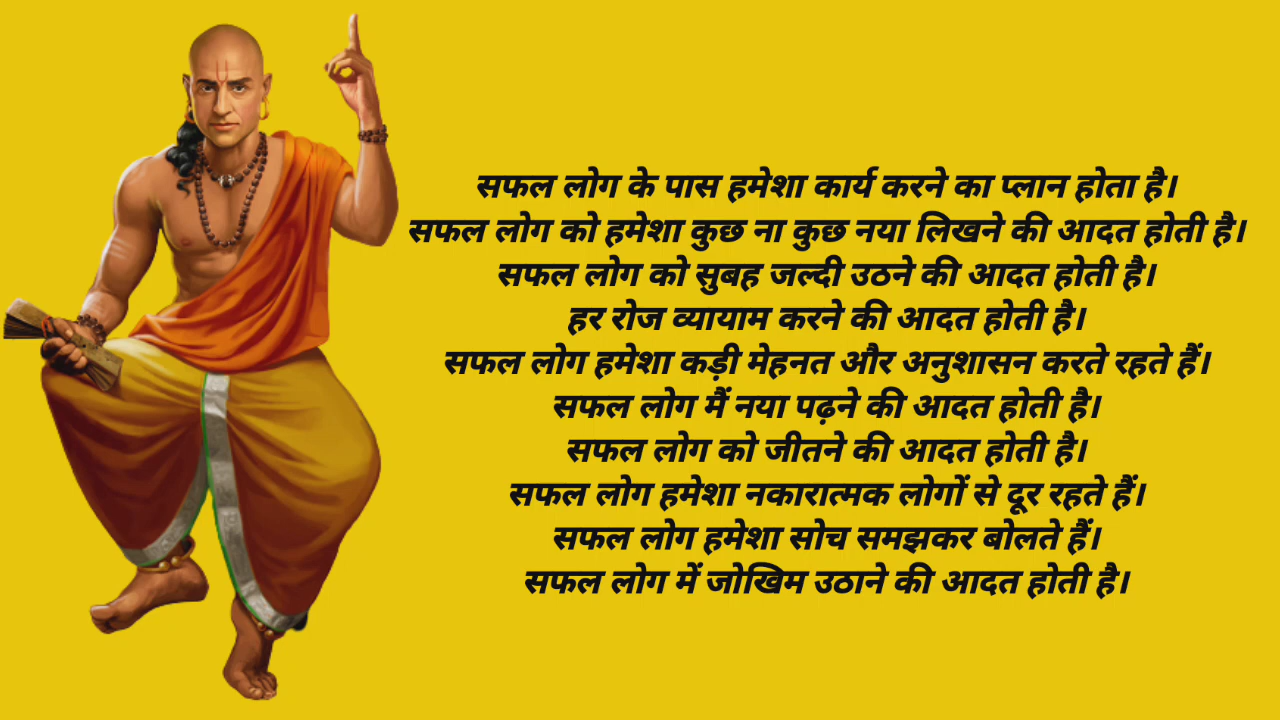 सफल लोग के पास हमेशा कार्य करने का प्लान होता है।
सफल लोग को हमेशा कुछ ना कुछ नया लिखने की आदत होती है।
सफल लोग को सुबह जल्दी उठने की आदत होती है।
हर रोज व्यायाम करने की आदत होती है।
सफल लोग हमेशा कड़ी मेहनत और अनुशासन करते रहते हैं।
सफल लोग मैं नया पढ़ने की आदत होती है।
सफल लोग को जीतने की आदत होती है।
सफल लोग हमेशा नकारात्मक लोगों से दूर रहते हैं।
सफल लोग हमेशा सोच समझकर बोलते हैं।
सफल लोग में जोखिम उठाने की आदत होती है।